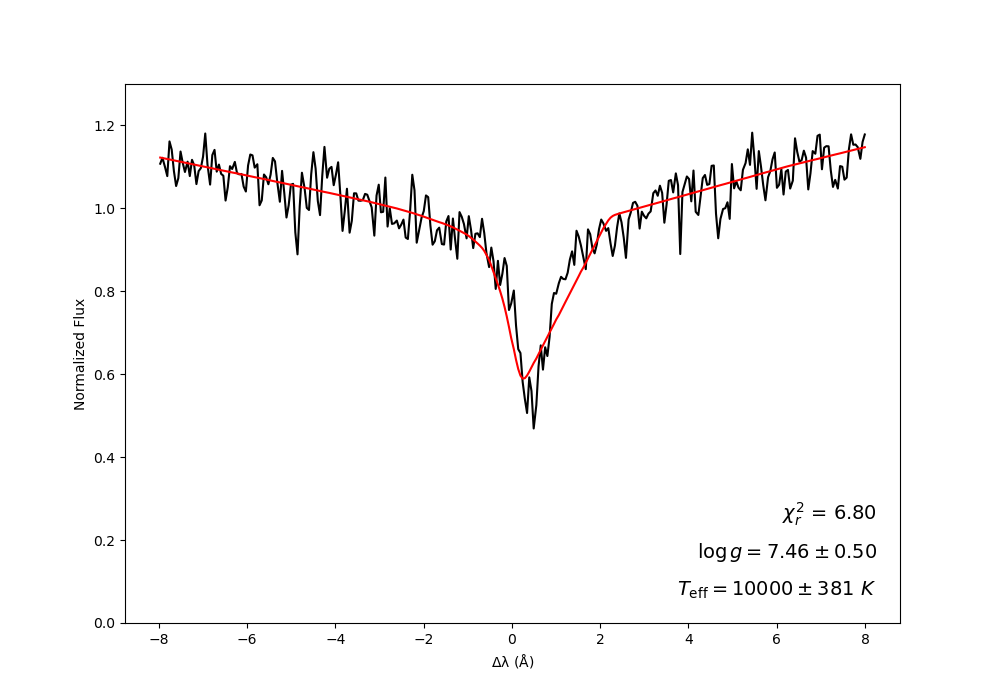 1.2
1.0
0.8
0.6
0.4
0.2
0.0
Normalized Flux
χ²ᵣ = 6.80
log g = 7.46 ± 0.50
T_eff = 10000 ± 381 K
−8 −6 −4 −2 0 2 4 6 8
Δλ (Å)